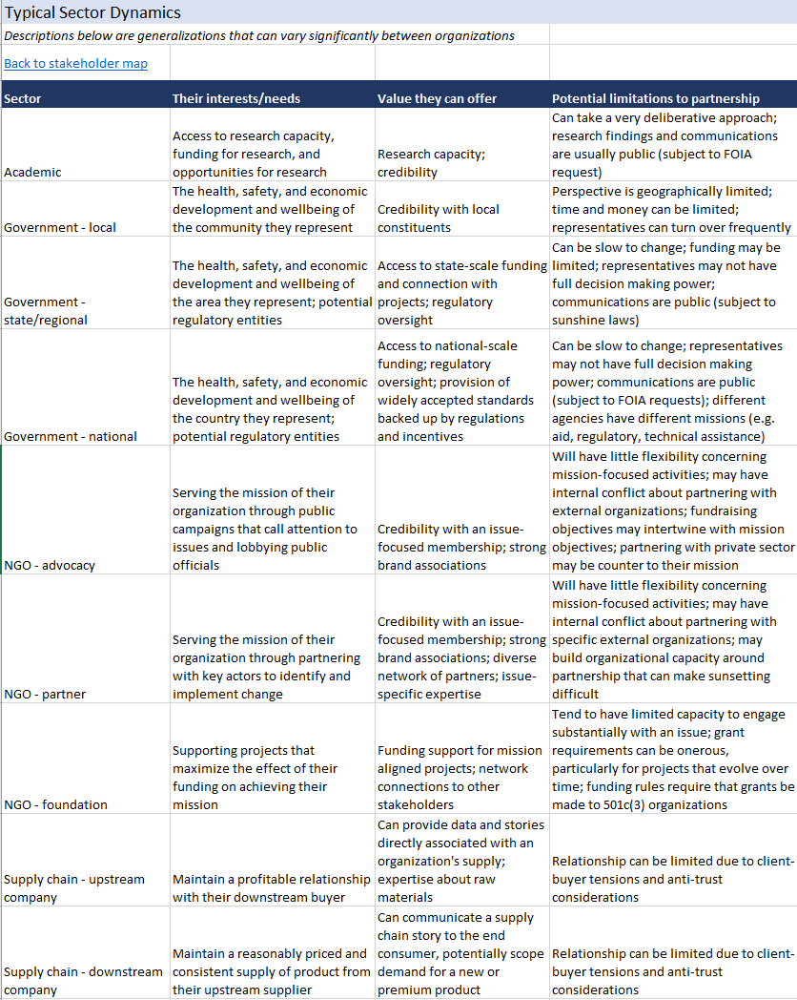 Typical Sector Dynamics
Descriptions below are generalizations that can vary significantly between organizations
Back to stakeholder map
Sector
Their interests/needs
Value they can offer
Potential limitations to partnership
Academic
Access to research capacity,
funding for research, and
opportunities for research
Research capacity;
credibility
Can take a very deliberative approach;
research findings and communications
are usually public (subject to FOIA
request)
Government - local
The health, safety, and economic
development and wellbeing of
the community they represent
Credibility with local
constituents
Perspective is geographically limited;
time and money can be limited;
representatives can turn over frequently
Government -
state/regional
The health, safety, and economic
development and wellbeing of
the area they represent; potential
regulatory entities
Access to state-scale funding
and connection with
projects; regulatory
oversight
Can be slow to change; funding may be
limited; representatives may not have
full decision making power;
communications are public (subject to
sunshine laws)
Government - national
The health, safety, and economic
development and wellbeing of
the country they represent;
potential regulatory entities
Access to national-scale
funding; regulatory
oversight; provision of
widely accepted standards
backed up by regulations
and incentives
Can be slow to change; representatives
may not have full decision making
power; communications are public
(subject to FOIA requests); different
agencies have different missions (e.g.
aid, regulatory, technical assistance)
NGO - advocacy
Serving the mission of their
organization through public
campaigns that call attention to
issues and lobbying public
officials
Credibility with an issue-
focused membership; strong
brand associations
Will have little flexibility concerning
mission-focused activities; may have
internal conflict about partnering with
external organizations; fundraising
objectives may intertwine with mission
objectives; partnering with private sector
may be counter to their mission
NGO - partner
Serving the mission of their
organization through partnering
with key actors to identify and
implement change
Credibility with an issue-
focused membership; strong
brand associations; diverse
network of partners; issue-
specific expertise
Will have little flexibility concerning
mission-focused activities; may have
internal conflict about partnering with
specific external organizations; may
build organizational capacity around
partnership that can make sunsetting
difficult
NGO - foundation
Supporting projects that
maximize the effect of their
funding on achieving their
mission
Funding support for mission
aligned projects; network
connections to other
stakeholders
Tend to have limited capacity to engage
substantially with an issue; grant
requirements can be onerous,
particularly for projects that evolve over
time; funding rules require that grants be
made to 501c(3) organizations
Supply chain - upstream
company
Maintain a profitable relationship
with their downstream buyer
Can provide data and stories
directly associated with an
organization's supply;
expertise about raw
materials
Relationship can be limited due to client-
buyer tensions and anti-trust
considerations
Supply chain - downstream
company
Maintain a reasonably priced and
consistent supply of product from
their upstream supplier
Can communicate a supply
chain story to the end
consumer, potentially scope
demand for a new or
premium product
Relationship can be limited due to client-
buyer tensions and anti-trust
considerations